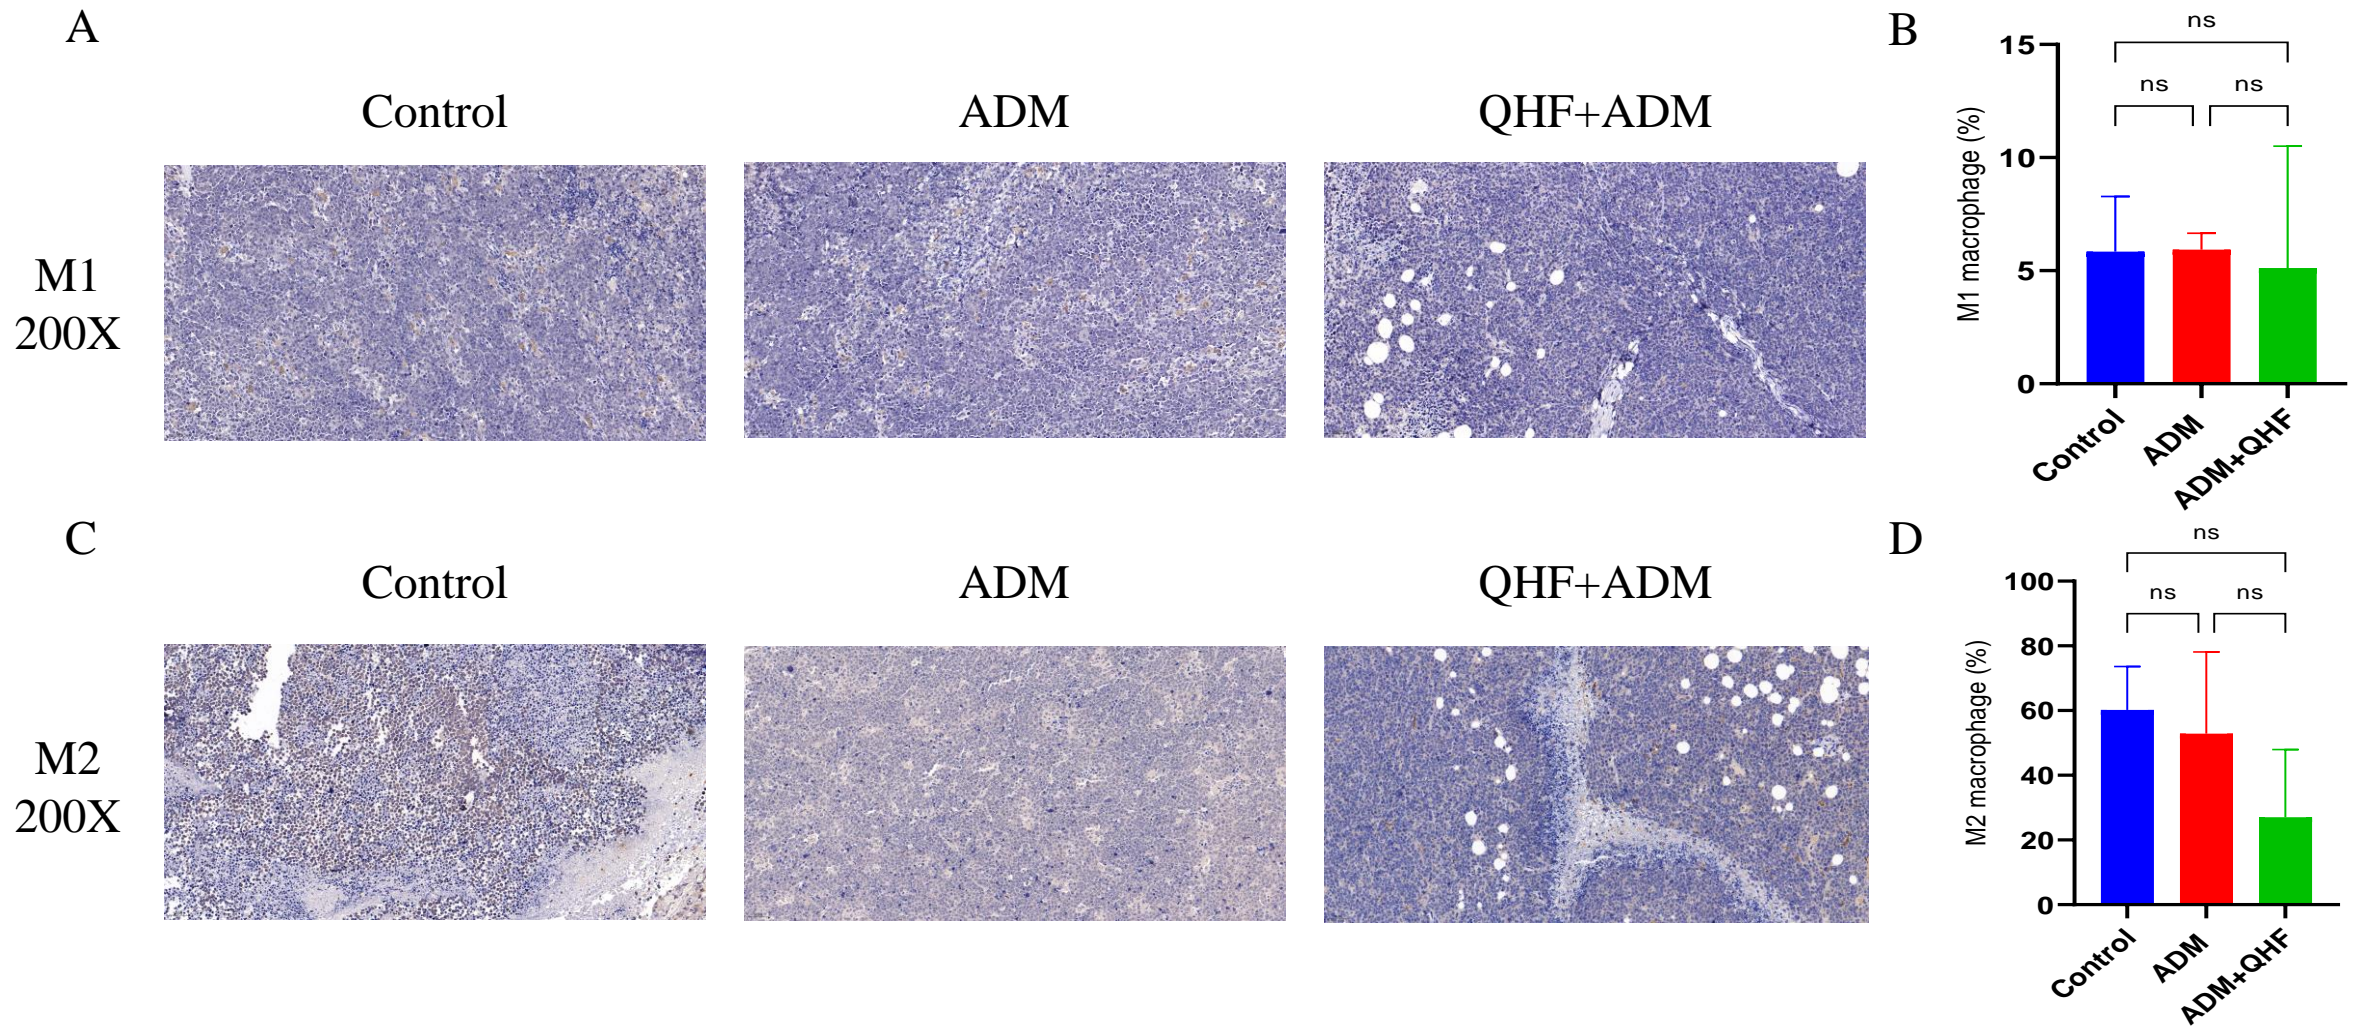 A
Control
ADM
QHF+ADM
M1
200X
B
ns
ns
ns
15
10
5
0
M1 macrophage (%)
Control
ADM
ADM+QHF
C
Control
ADM
QHF+ADM
M2
200X
D
ns
ns
ns
100
80
60
40
20
0
M2 macrophage (%)
Control
ADM
ADM+QHF